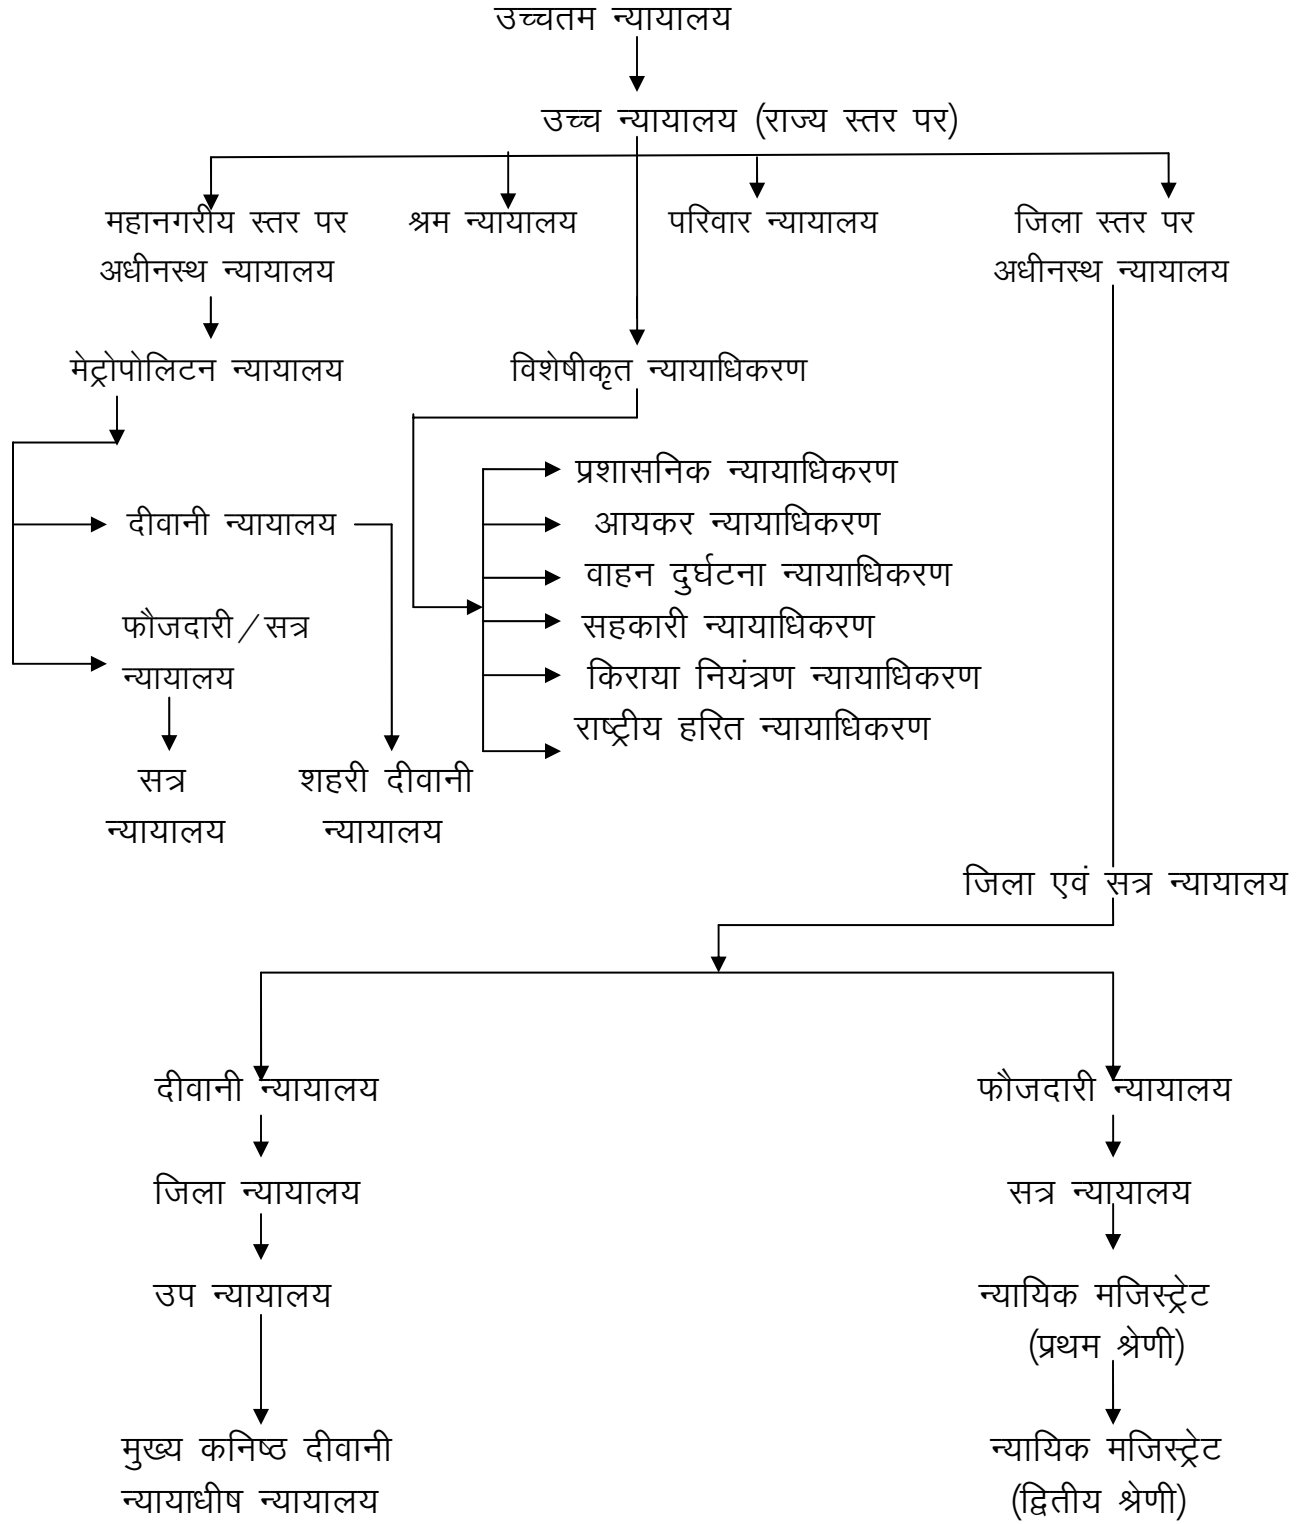 उच्चतम न्यायालय
उच्च न्यायालय (राज्य स्तर पर)
महानगरीय स्तर पर
अधीनस्थ न्यायालय
श्रम न्यायालय
परिवार न्यायालय
जिला स्तर पर
अधीनस्थ न्यायालय
मेट्रोपोलिटन न्यायालय
विशेषीकृत न्यायाधिकरण
प्रशासनिक न्यायाधिकरण
आयकर न्यायाधिकरण
वाहन दुर्घटना न्यायाधिकरण
सहकारी न्यायाधिकरण
किराया नियंत्रण न्यायाधिकरण
राष्ट्रीय हरित न्यायाधिकरण
दीवानी न्यायालय
फौजदारी/सत्र
न्यायालय
सत्र
न्यायालय
शहरी दीवानी
न्यायालय
जिला एवं सत्र न्यायालय
दीवानी न्यायालय
फौजदारी न्यायालय
जिला न्यायालय
सत्र न्यायालय
उप न्यायालय
न्यायिक मजिस्ट्रेट
(प्रथम श्रेणी)
मुख्य कनिष्ठ दीवानी
न्यायाधीष न्यायालय
न्यायिक मजिस्ट्रेट
(द्वितीय श्रेणी)